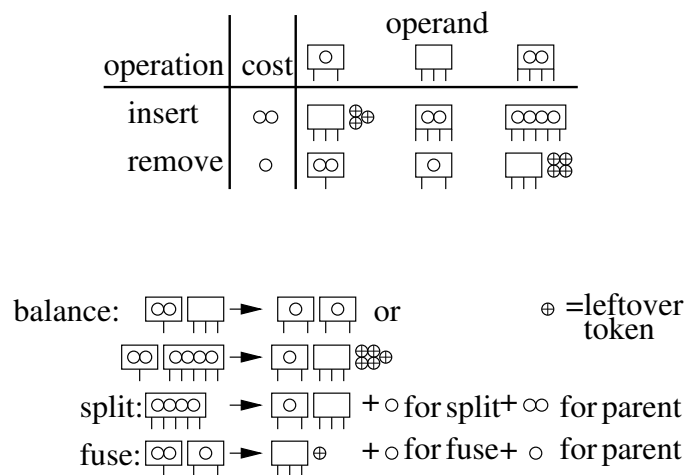 operand
operation cost
insert
remove
balance: or
=leftover
token
split: + for split+ for parent
fuse: + for fuse+ for parent